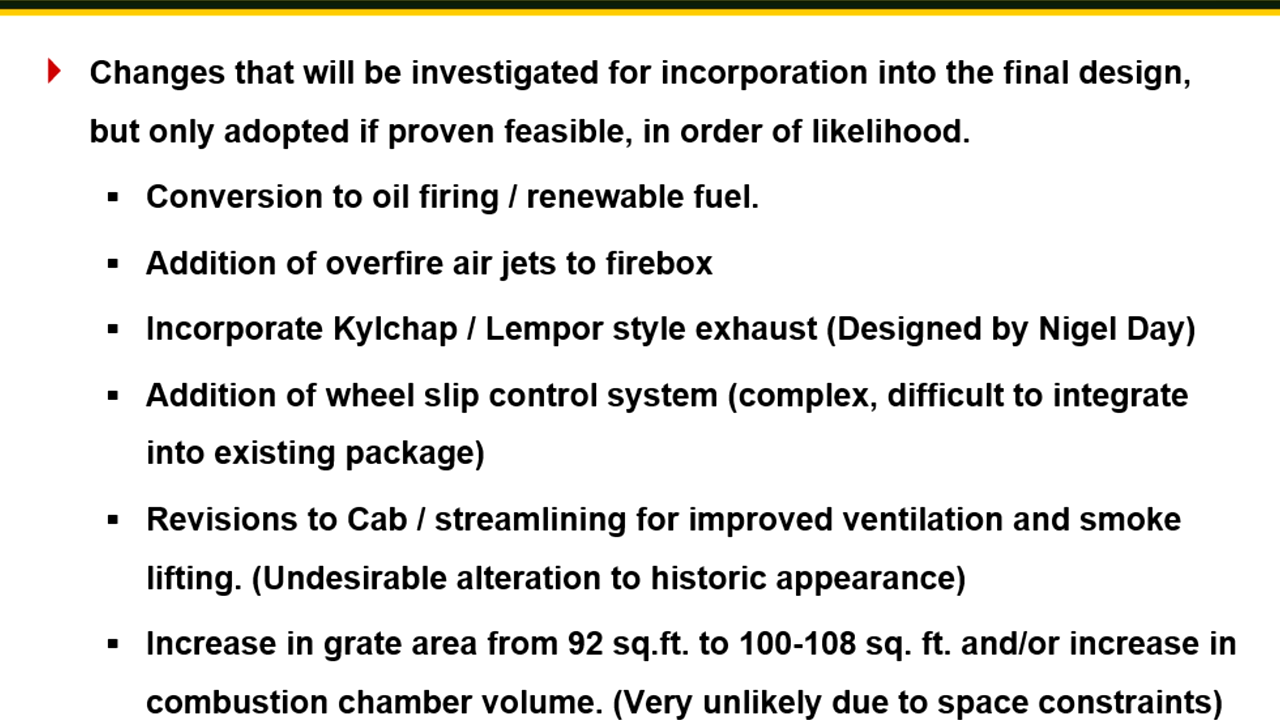 Changes that will be investigated for incorporation into the final design,
but only adopted if proven feasible, in order of likelihood.
Conversion to oil firing / renewable fuel.
Addition of overfire air jets to firebox
Incorporate Kylchap / Lempor style exhaust (Designed by Nigel Day)
Addition of wheel slip control system (complex, difficult to integrate
into existing package)
Revisions to Cab / streamlining for improved ventilation and smoke
lifting. (Undesirable alteration to historic appearance)
Increase in grate area from 92 sq.ft. to 100-108 sq. ft. and/or increase in
combustion chamber volume. (Very unlikely due to space constraints)